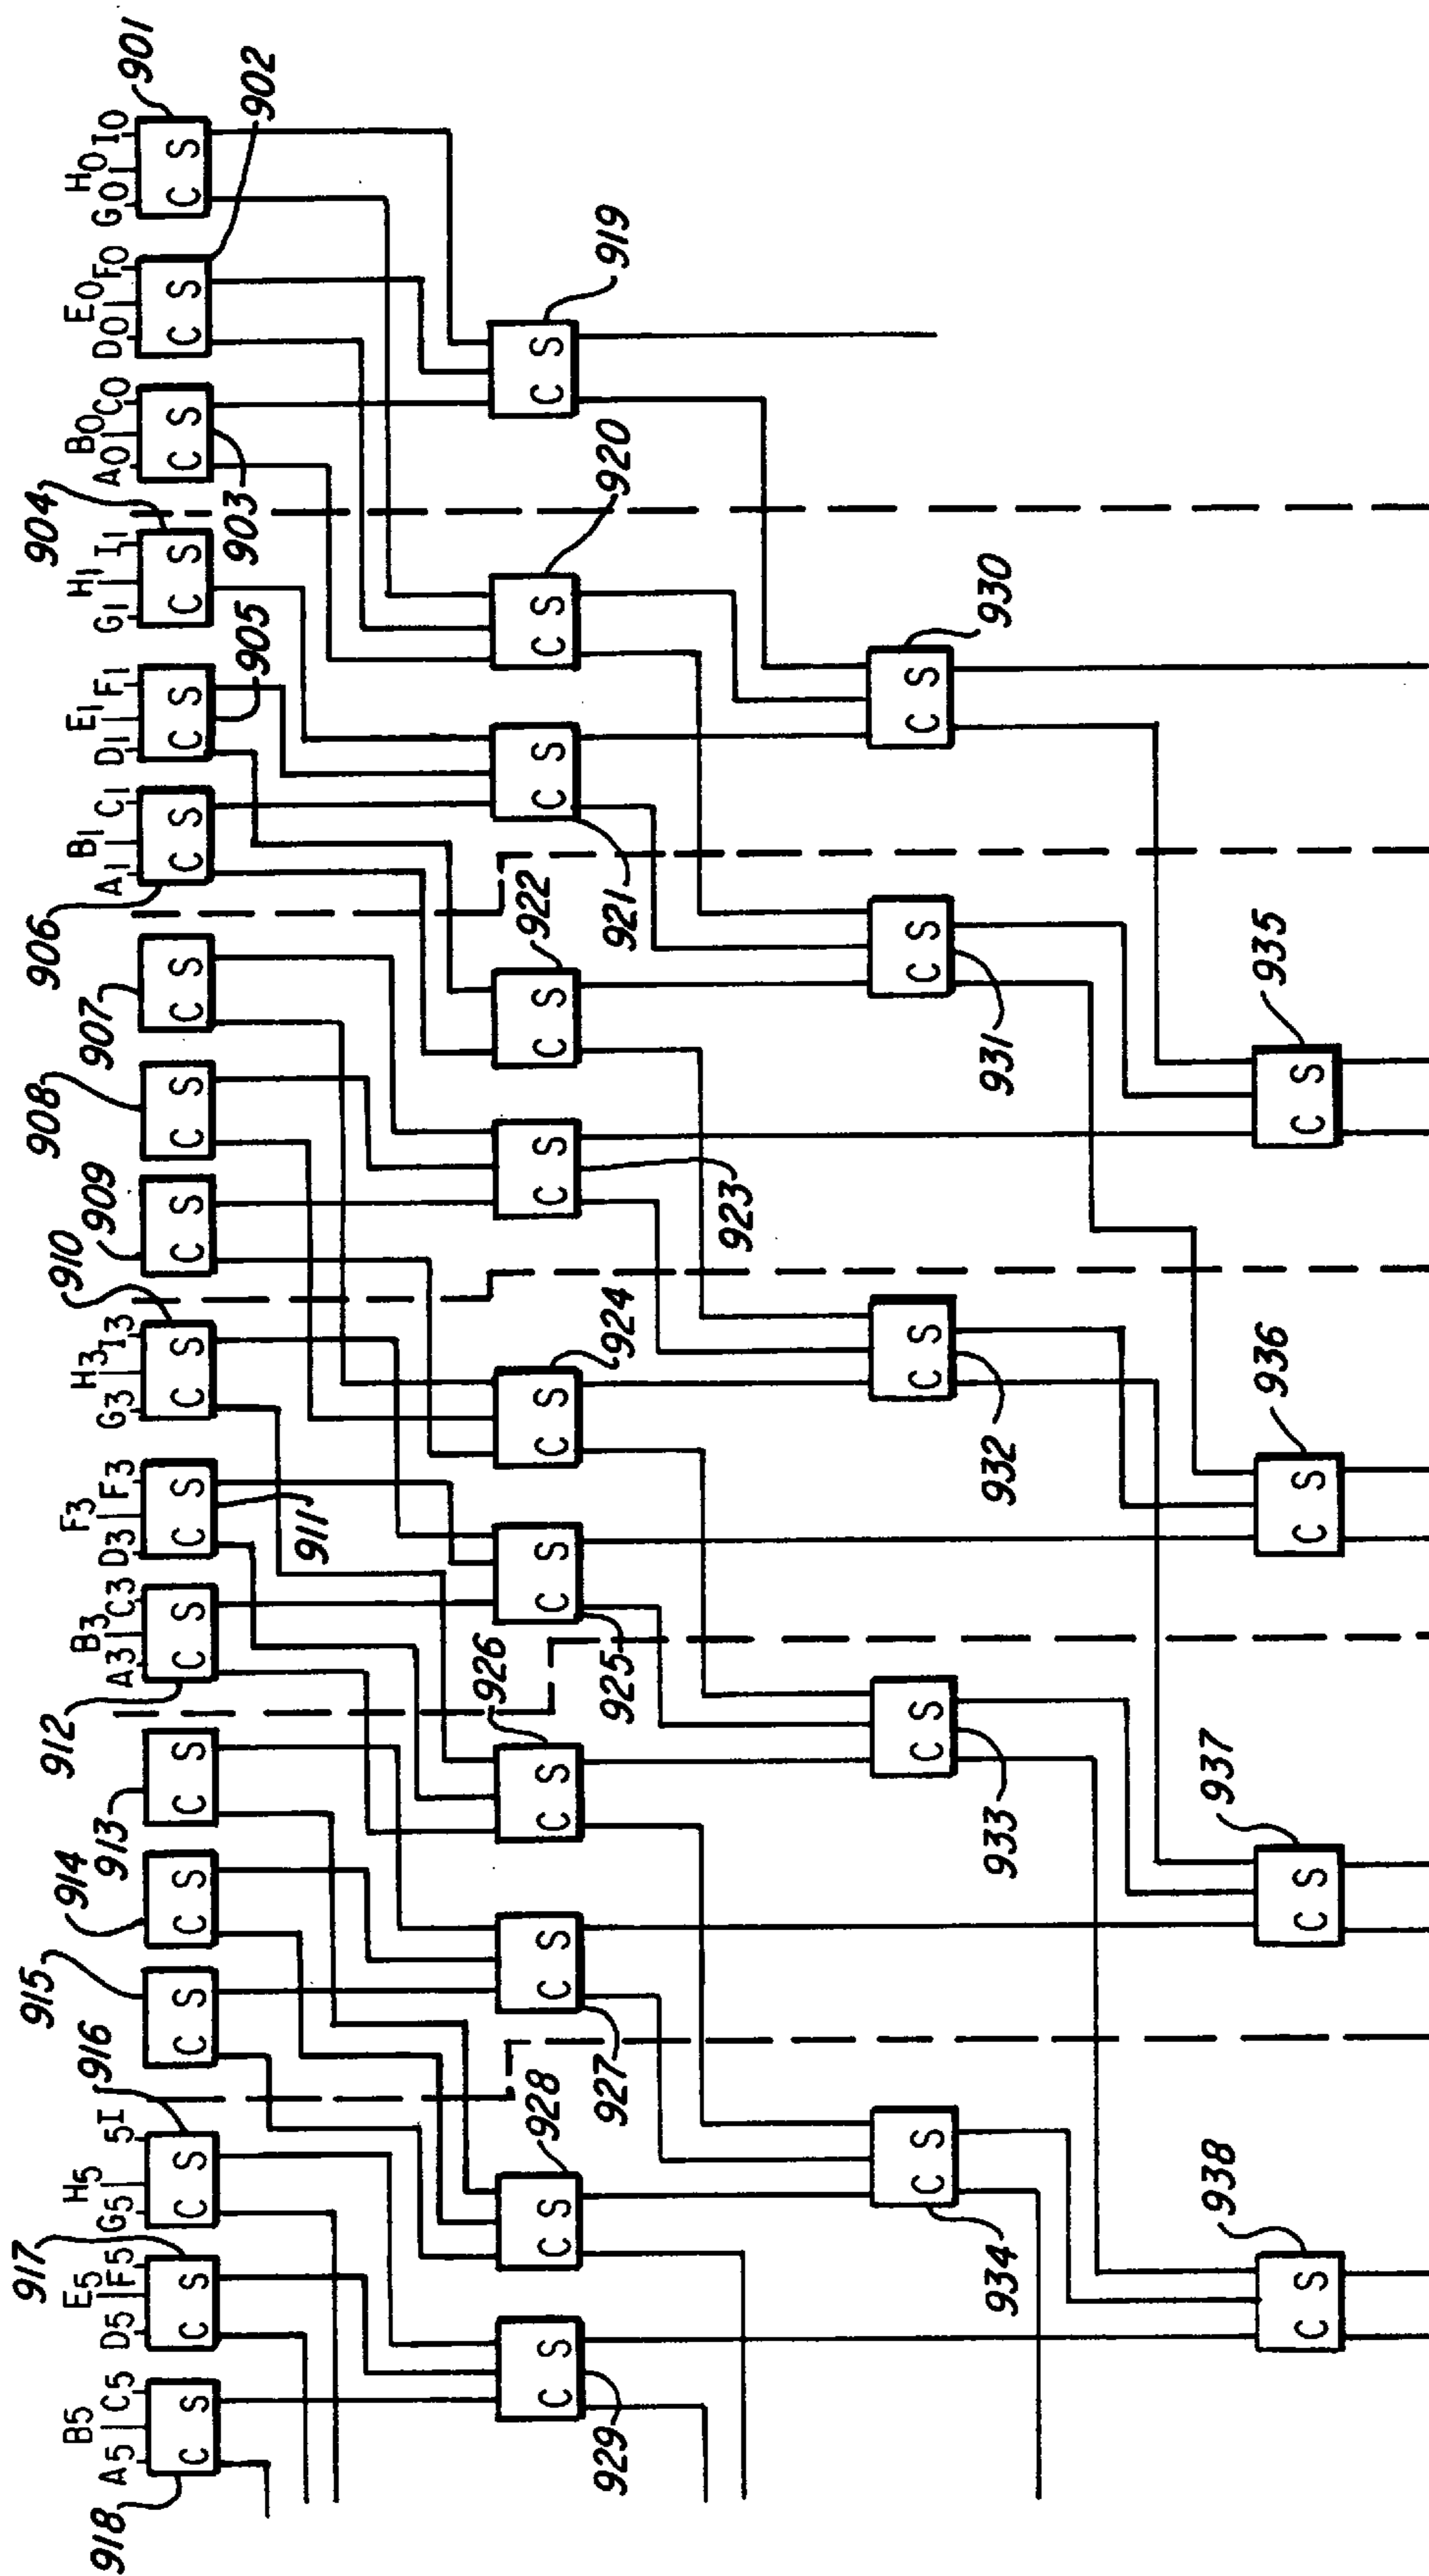 918
A5 B5 C5
C S
917
D5 E5 F5
C S
916
G5 H5 5I
C S
915
C S
914
C S
913
C S
912
A3 B3 C3
C S
D3 F3 F3
C S
911
910
G3 H3 I3
C S
909
C S
908
C S
907
C S
906
A1 B1 C1
C S
D1 E1 F1
C S
905
904
G1 H1 I1
C S
A0 B0 C0
C S
903
D0 E0 F0
C S
902
G0 H0 I0
C S
901
C S
929
C S
928
C S
927
C S
926
C S
925
C S
924
C S
923
C S
922
C S
921
C S
920
C S
919
C S
934
C S
933
C S
932
C S
931
C S
930
C S
938
C S
937
C S
936
C S
935